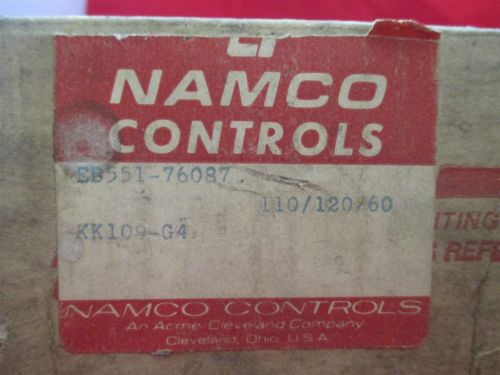 NAMCO
CONTROLS
EB551-76087
110/120/60
KK109-G4
NAMCO CONTROLS
An Acme-Cleveland Company
Cleveland, Ohio, U.S.A.